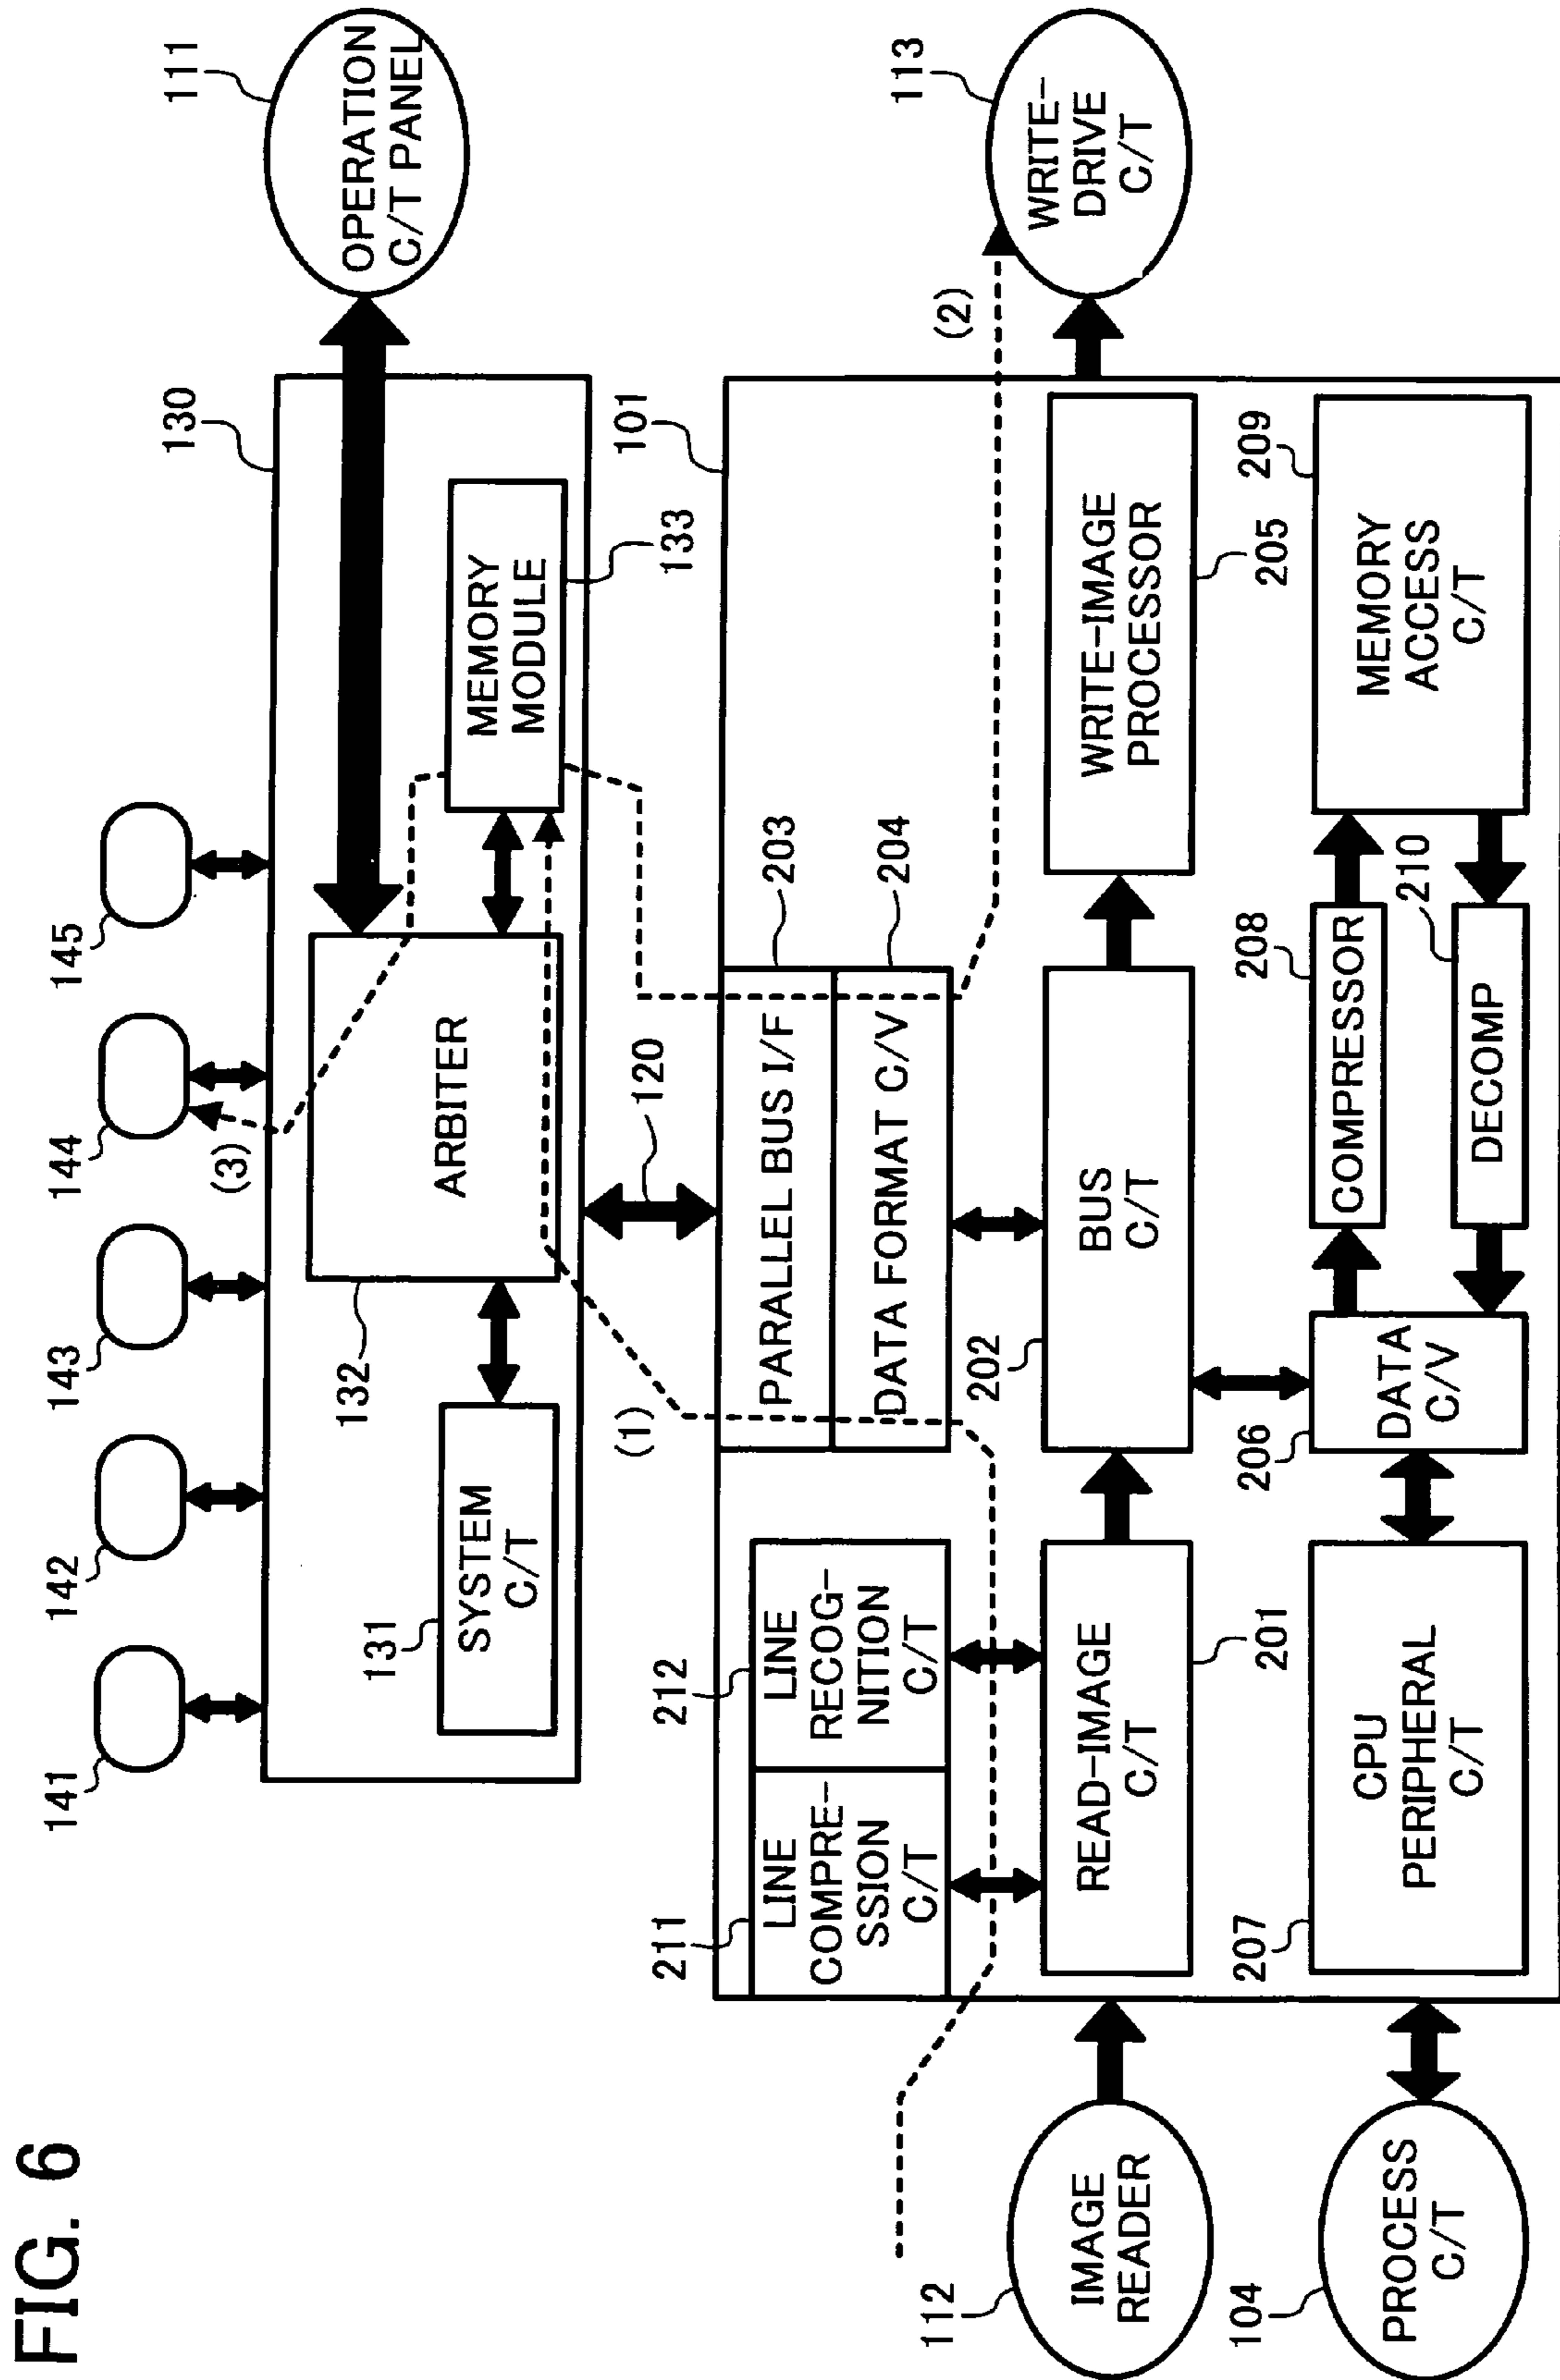 FIG. 6
141
142
143
144
145
(3)
130
111
OPERATION
C/T PANEL
131
SYSTEM
C/T
132
ARBITER
MEMORY
MODULE
133
(1)
120
101
211
LINE
COMPRE-
SSION
C/T
212
LINE
RECOG-
NITION
C/T
PARALLEL BUS I/F
203
DATA FORMAT C/V
204
(2)
113
WRITE-
DRIVE
C/T
112
IMAGE
READER
READ-IMAGE
C/T
201
202
BUS
C/T
WRITE-IMAGE
PROCESSOR
205
104
PROCESS
C/T
207
CPU
PERIPHERAL
C/T
206
DATA
C/V
208
COMPRESSOR
210
DECOMP
209
MEMORY
ACCESS
C/T